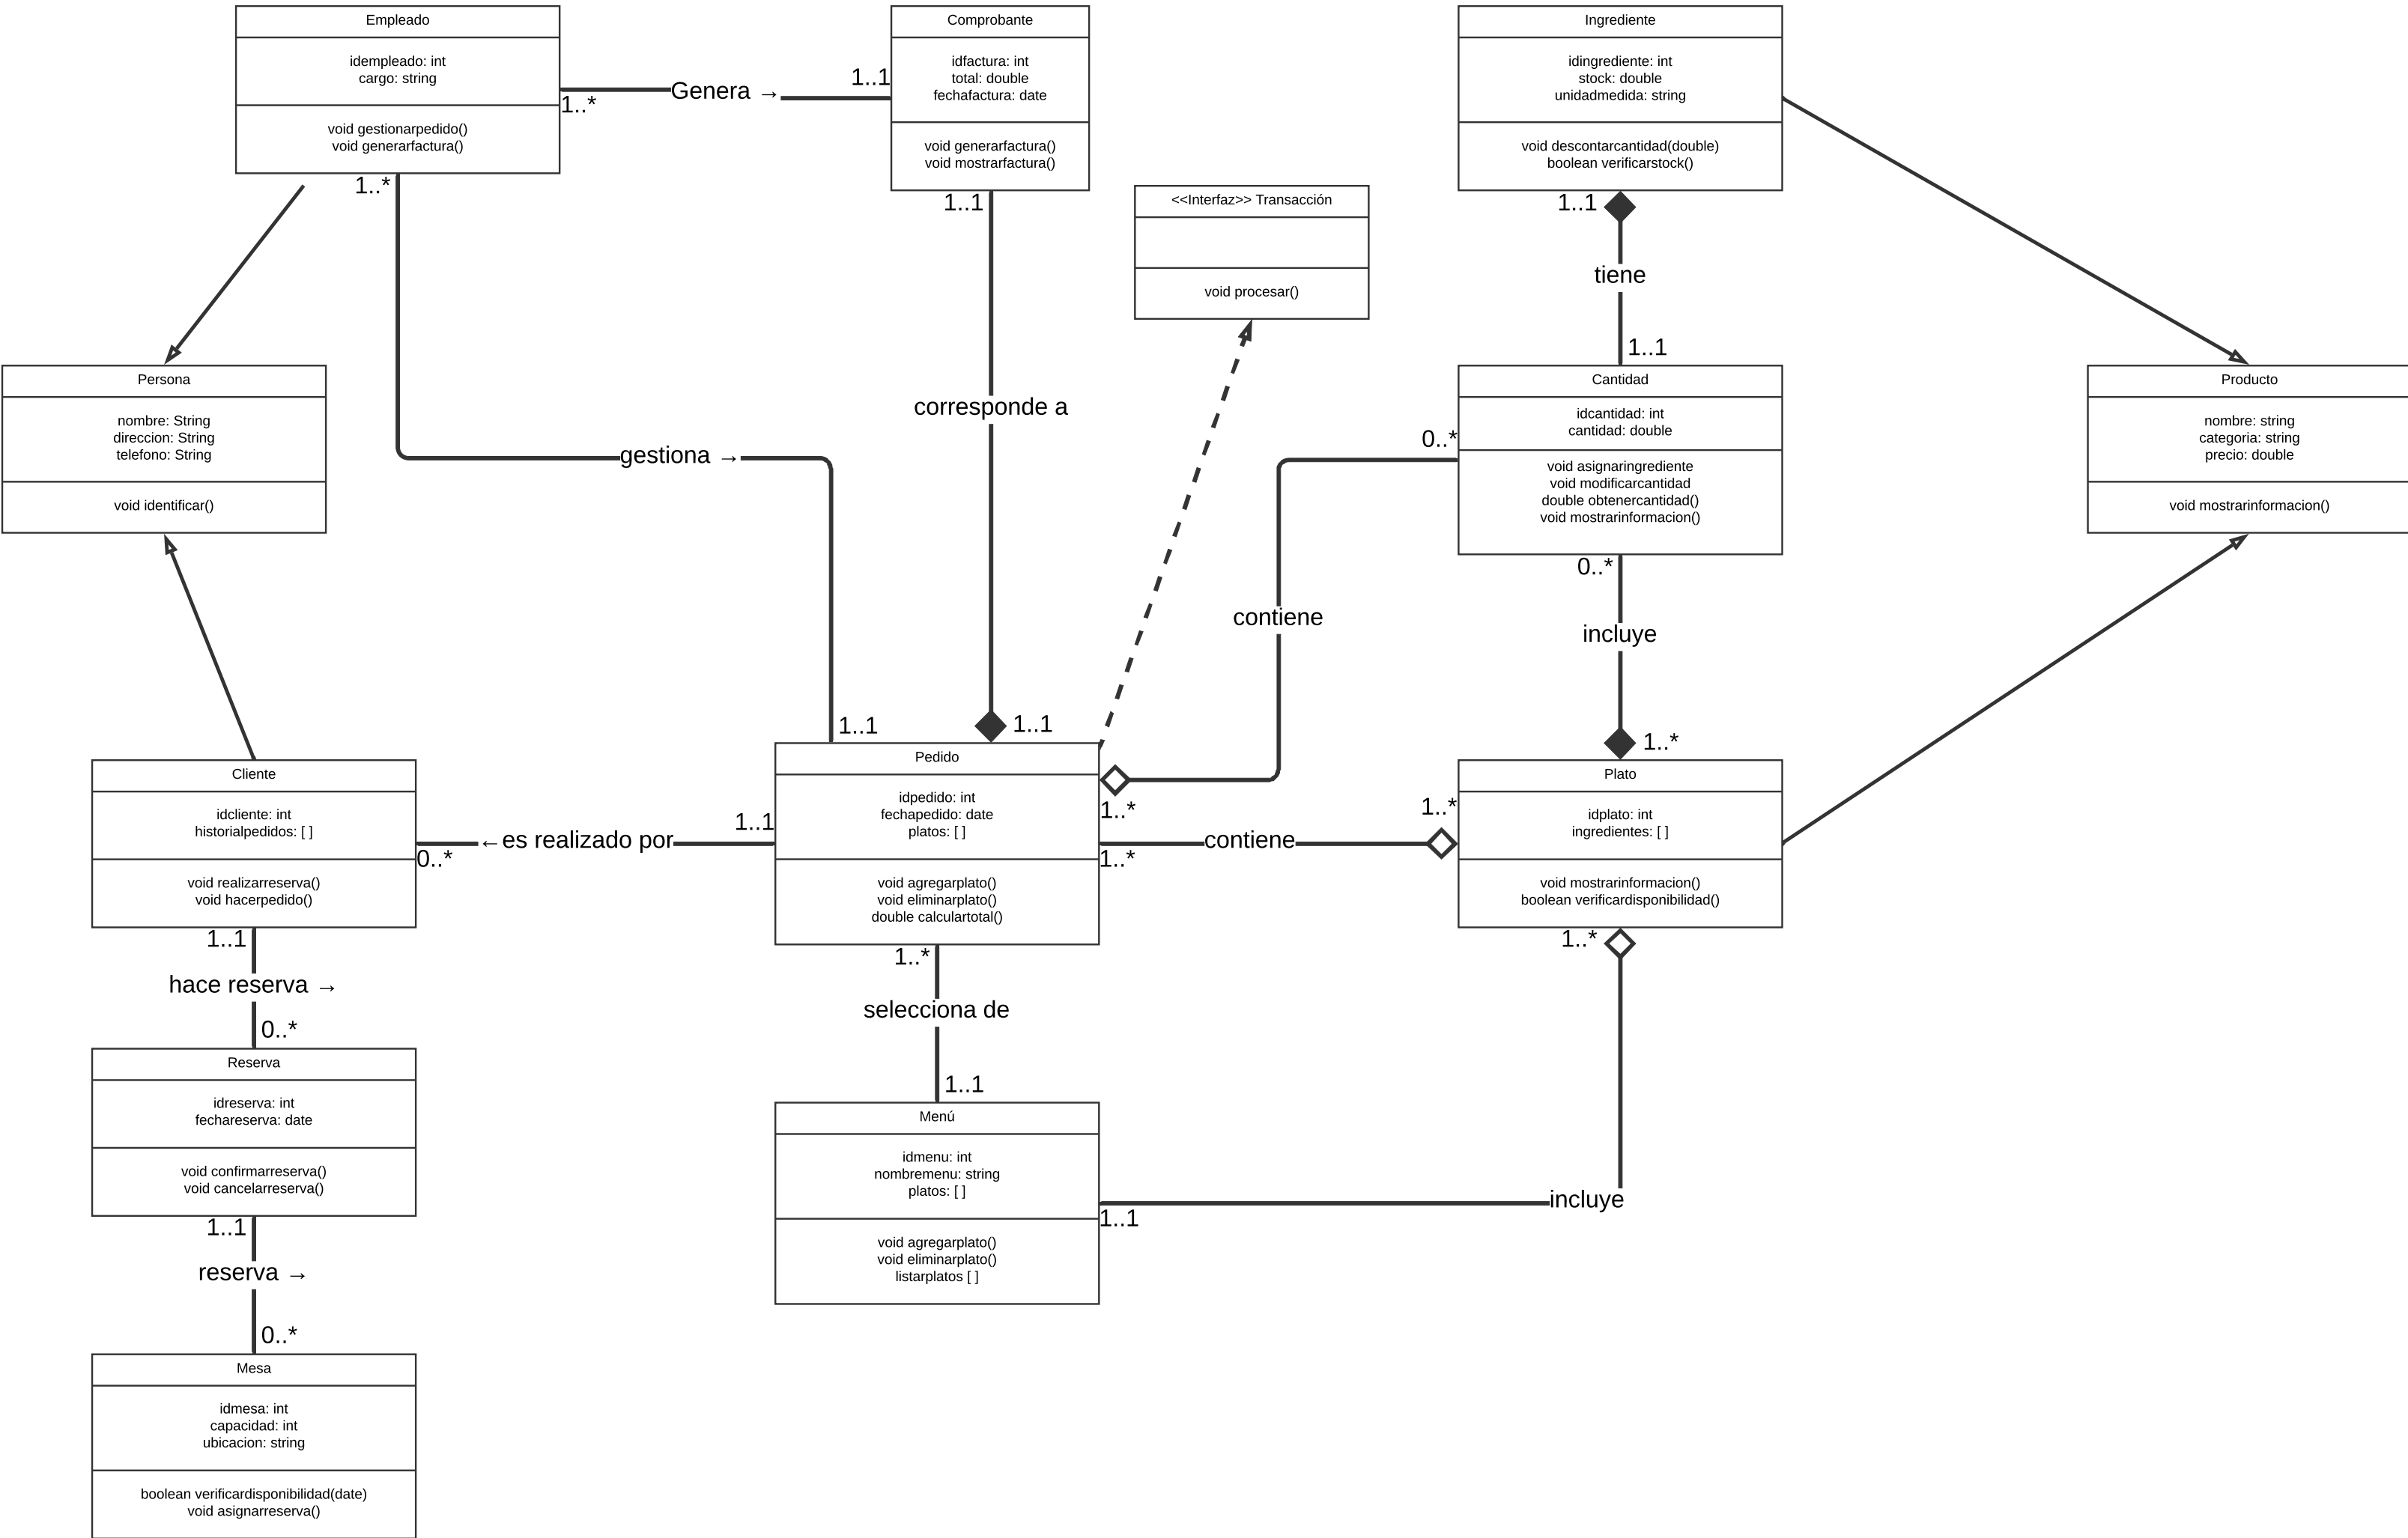 Empleado
idempleado: int
cargo: string
void gestionarpedido()
void generarfactura()
1..*
Genera →
1..1
Comprobante
idfactura: int
total: double
fechafactura: date
void generarfactura()
void mostrarfactura()
1..1
<<Interfaz>> Transacción
void procesar()
Ingrediente
idingrediente: int
stock: double
unidadmedida: string
void descontarcantidad(double)
boolean verificarstock()
1..1
tiene
1..1
1..*
gestiona →
1..1
corresponde a
1..1
Persona
nombre: String
direccion: String
telefono: String
void identificar()
Cantidad
idcantidad: int
cantidad: double
void asignaringrediente
void modificarcantidad
double obtenercantidad()
void mostrarinformacion()
0..*
contiene
1..*
0..*
incluye
1..*
Producto
nombre: string
categoria: string
precio: double
void mostrarinformacion()
Cliente
idcliente: int
historialpedidos: [ ]
void realizarreserva()
void hacerpedido()
0..*
←es realizado por
1..1
Pedido
idpedido: int
fechapedido: date
platos: [ ]
void agregarplato()
void eliminarplato()
double calculartotal()
1..*
contiene
1..*
Plato
idplato: int
ingredientes: [ ]
void mostrarinformacion()
boolean verificardisponibilidad()
1..*
1..1
hace reserva →
0..*
1..*
selecciona de
1..1
Reserva
idreserva: int
fechareserva: date
void confirmarreserva()
void cancelarreserva()
Menú
idmenu: int
nombremenu: string
platos: [ ]
void agregarplato()
void eliminarplato()
listarplatos [ ]
1..1
incluye
1..1
reserva →
0..*
Mesa
idmesa: int
capacidad: int
ubicacion: string
boolean verificardisponibilidad(date)
void asignarreserva()